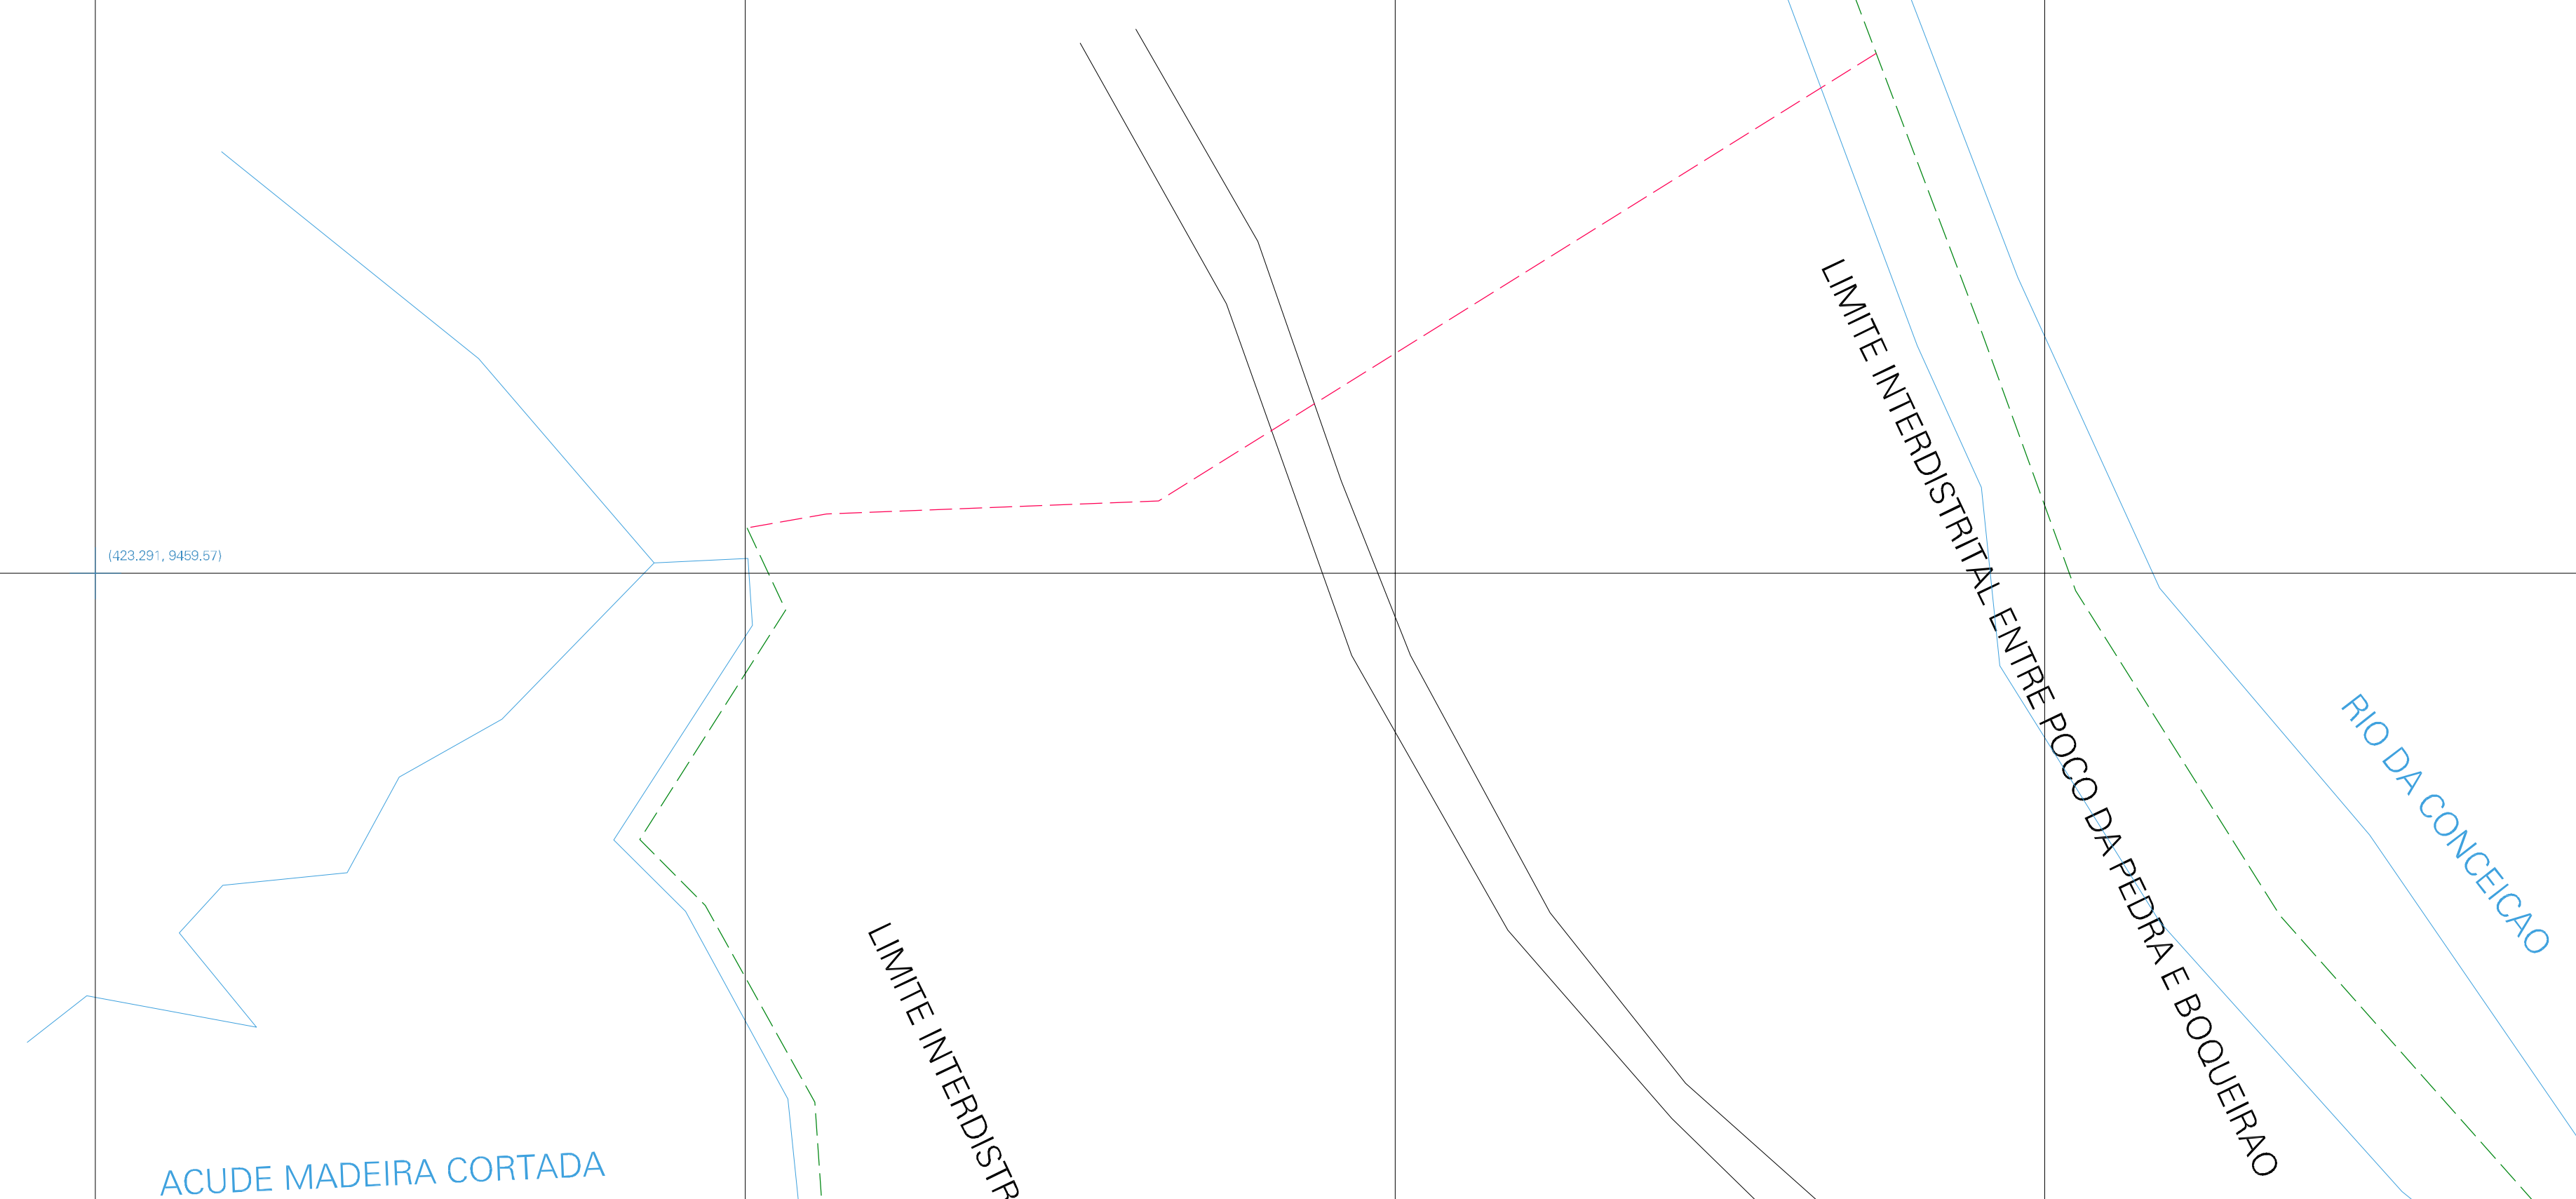 (423.291, 9459.57)
LIMITE INTERDISTRITAL ENTRE POCO DA PEDRA E BOQUEIRAO
RIO DA CONCEICAO
LIMITE INTERDISTR
ACUDE MADEIRA CORTADA